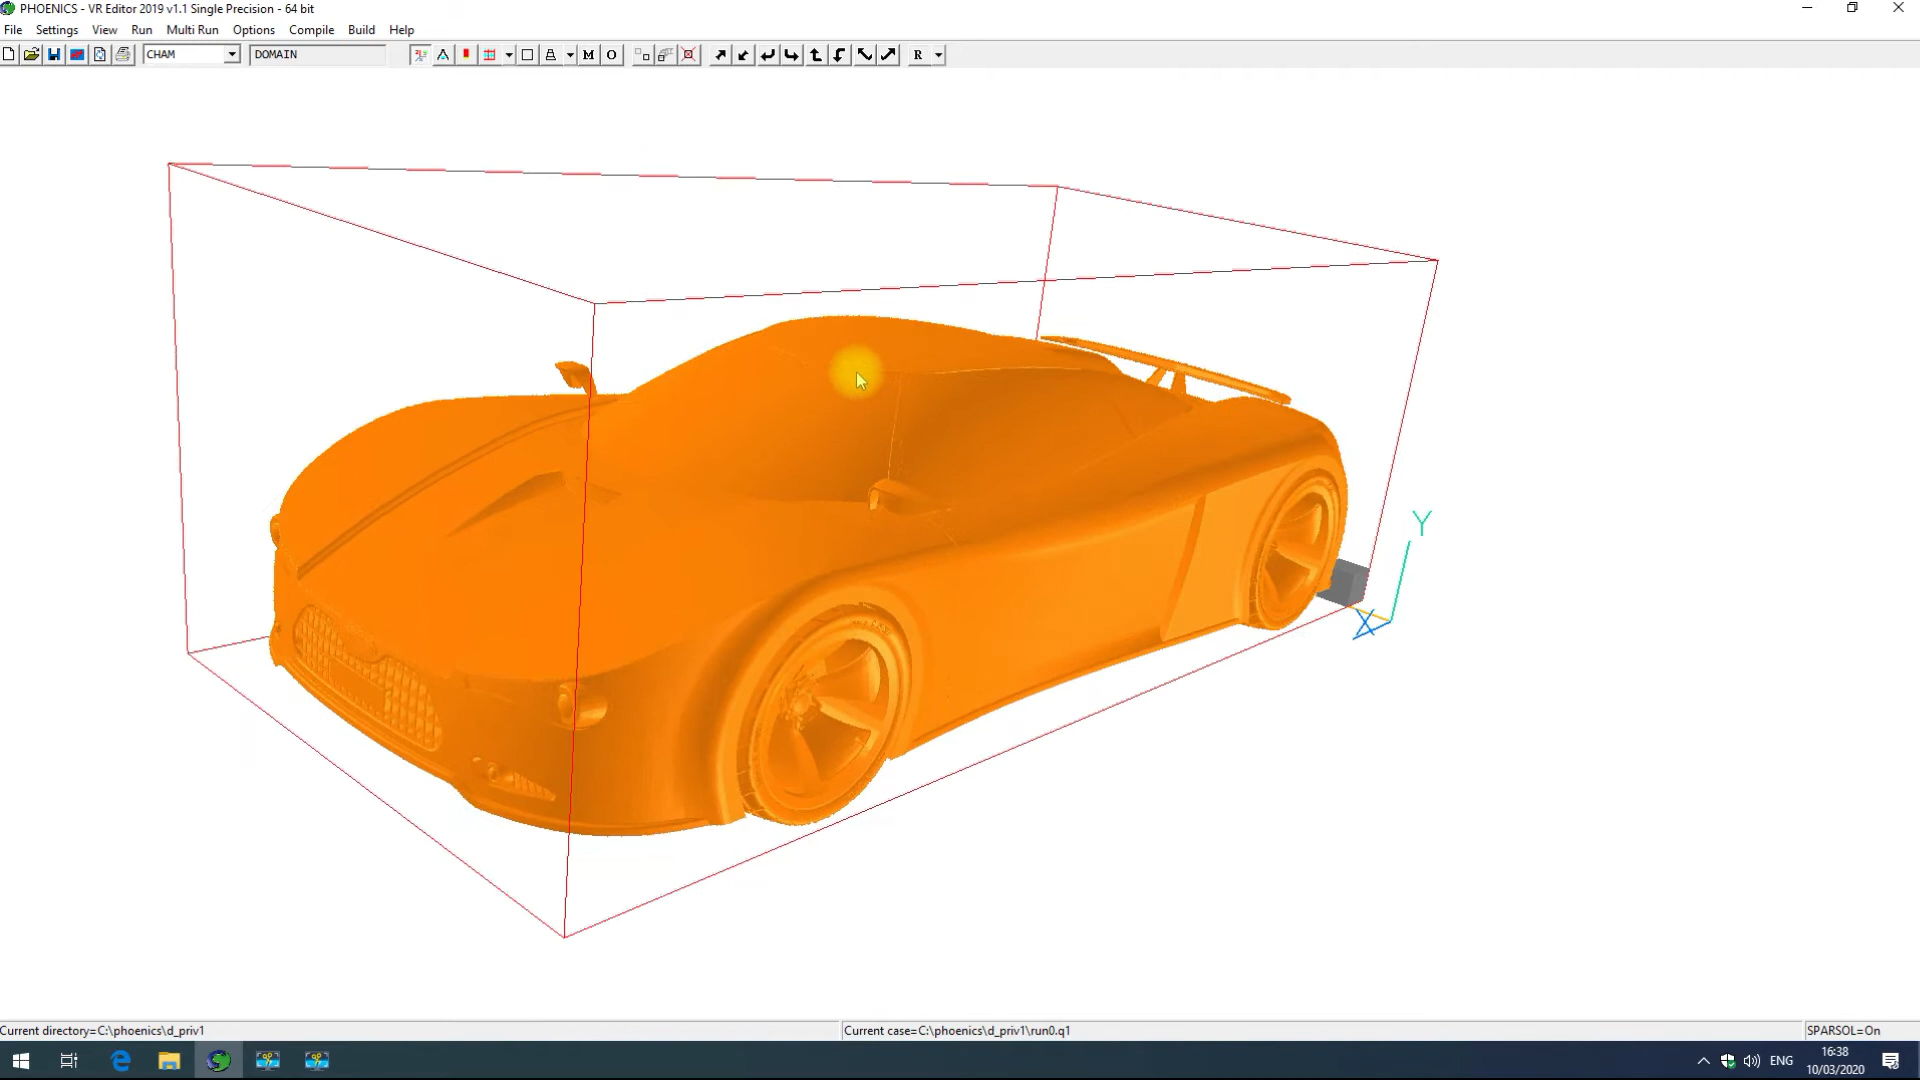 PHOENICS - VR Editor 2019 v1.1 Single Precision - 64 bit
File Settings View Run Multi Run Options Compile Build Help
CHAM DOMAIN M O R
Y
X
Current directory=C:\phoenics\d_priv1 Current case=C:\phoenics\d_priv1\run0.q1 SPARSOL=On
ENG 16:38
10/03/2020